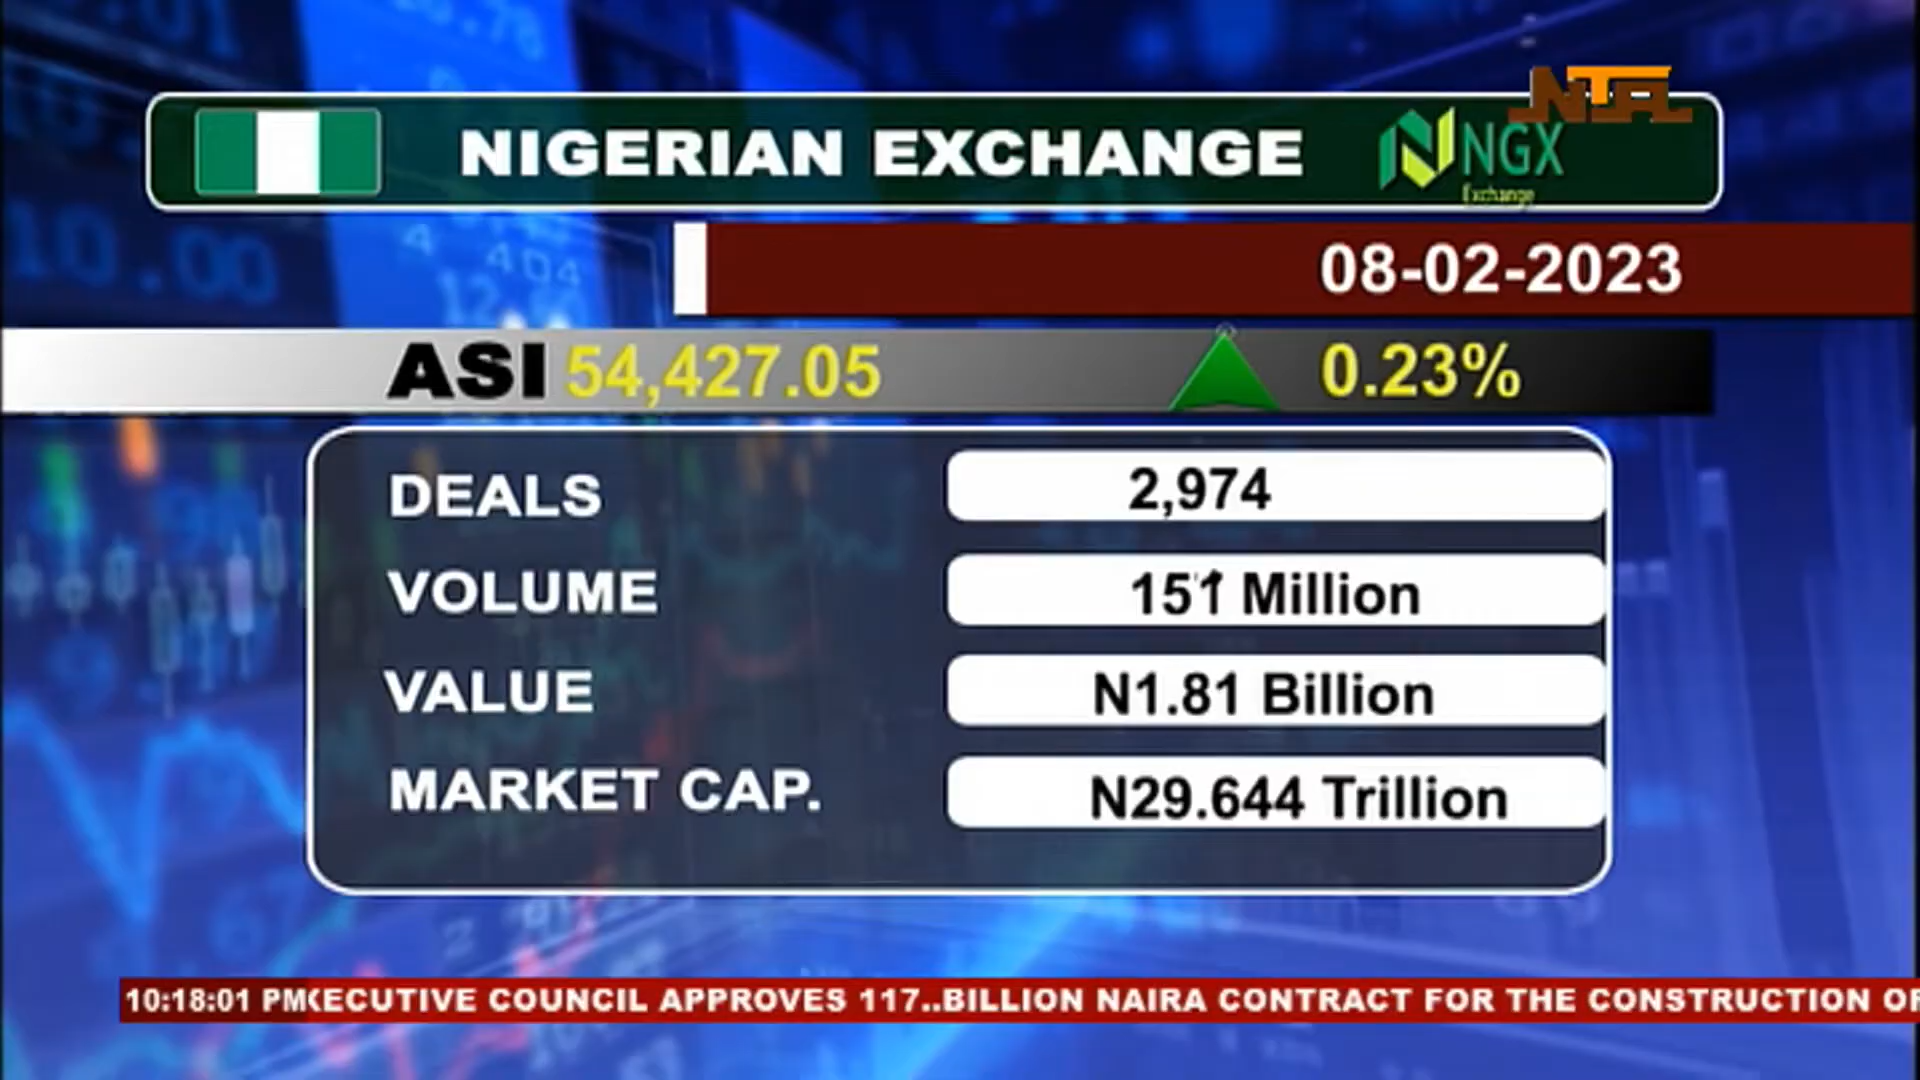 NTA
NIGERIAN EXCHANGE
NGX
Exchange
08-02-2023
ASI 54,427.05 0.23%
DEALS 2,974
VOLUME 151 Million
VALUE N1.81 Billion
MARKET CAP. N29.644 Trillion
10:18:01 PM XECUTIVE COUNCIL APPROVES 117..BILLION NAIRA CONTRACT FOR THE CONSTRUCTION OF